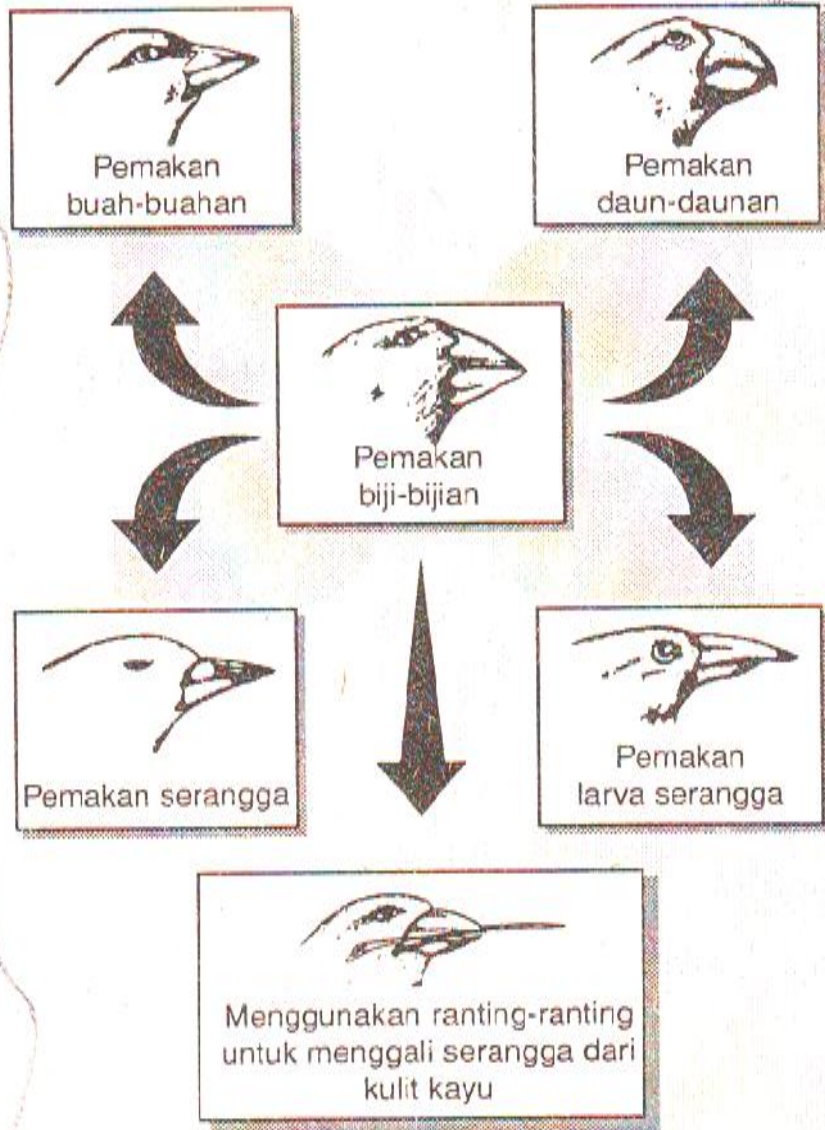 Pemakan
buah-buahan
Pemakan
daun-daunan
Pemakan
biji-bijian
Pemakan serangga
Pemakan
larva serangga
Menggunakan ranting-ranting
untuk menggali serangga dari
kulit kayu